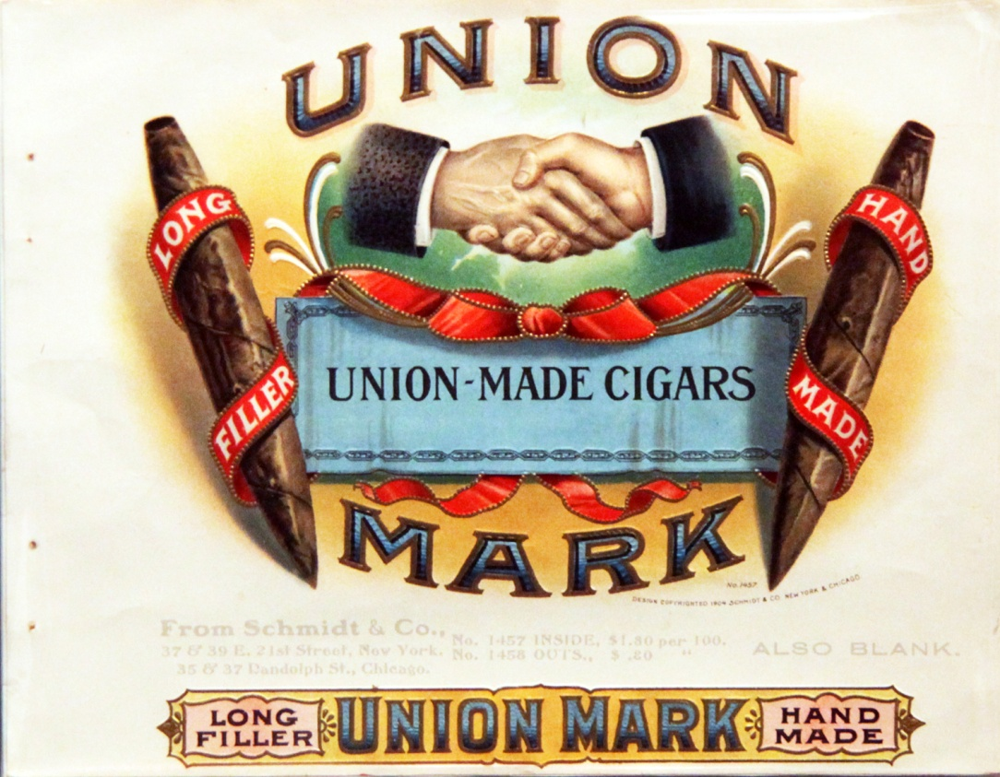 UNION
LONG
HAND
UNION-MADE CIGARS
FILLER
MADE
MARK
No. 1457
DESIGN COPYRIGHTED 1904 SCHMIDT & CO. NEW YORK & CHICAGO
From Schmidt & Co.,
37 & 39 E. 21st Street, New York.
35 & 37 Randolph St., Chicago.
No. 1457 INSIDE, $1.80 per 100.
No. 1458 OUTS., $ .80 "
ALSO BLANK.
LONG FILLER
UNION MARK
HAND MADE